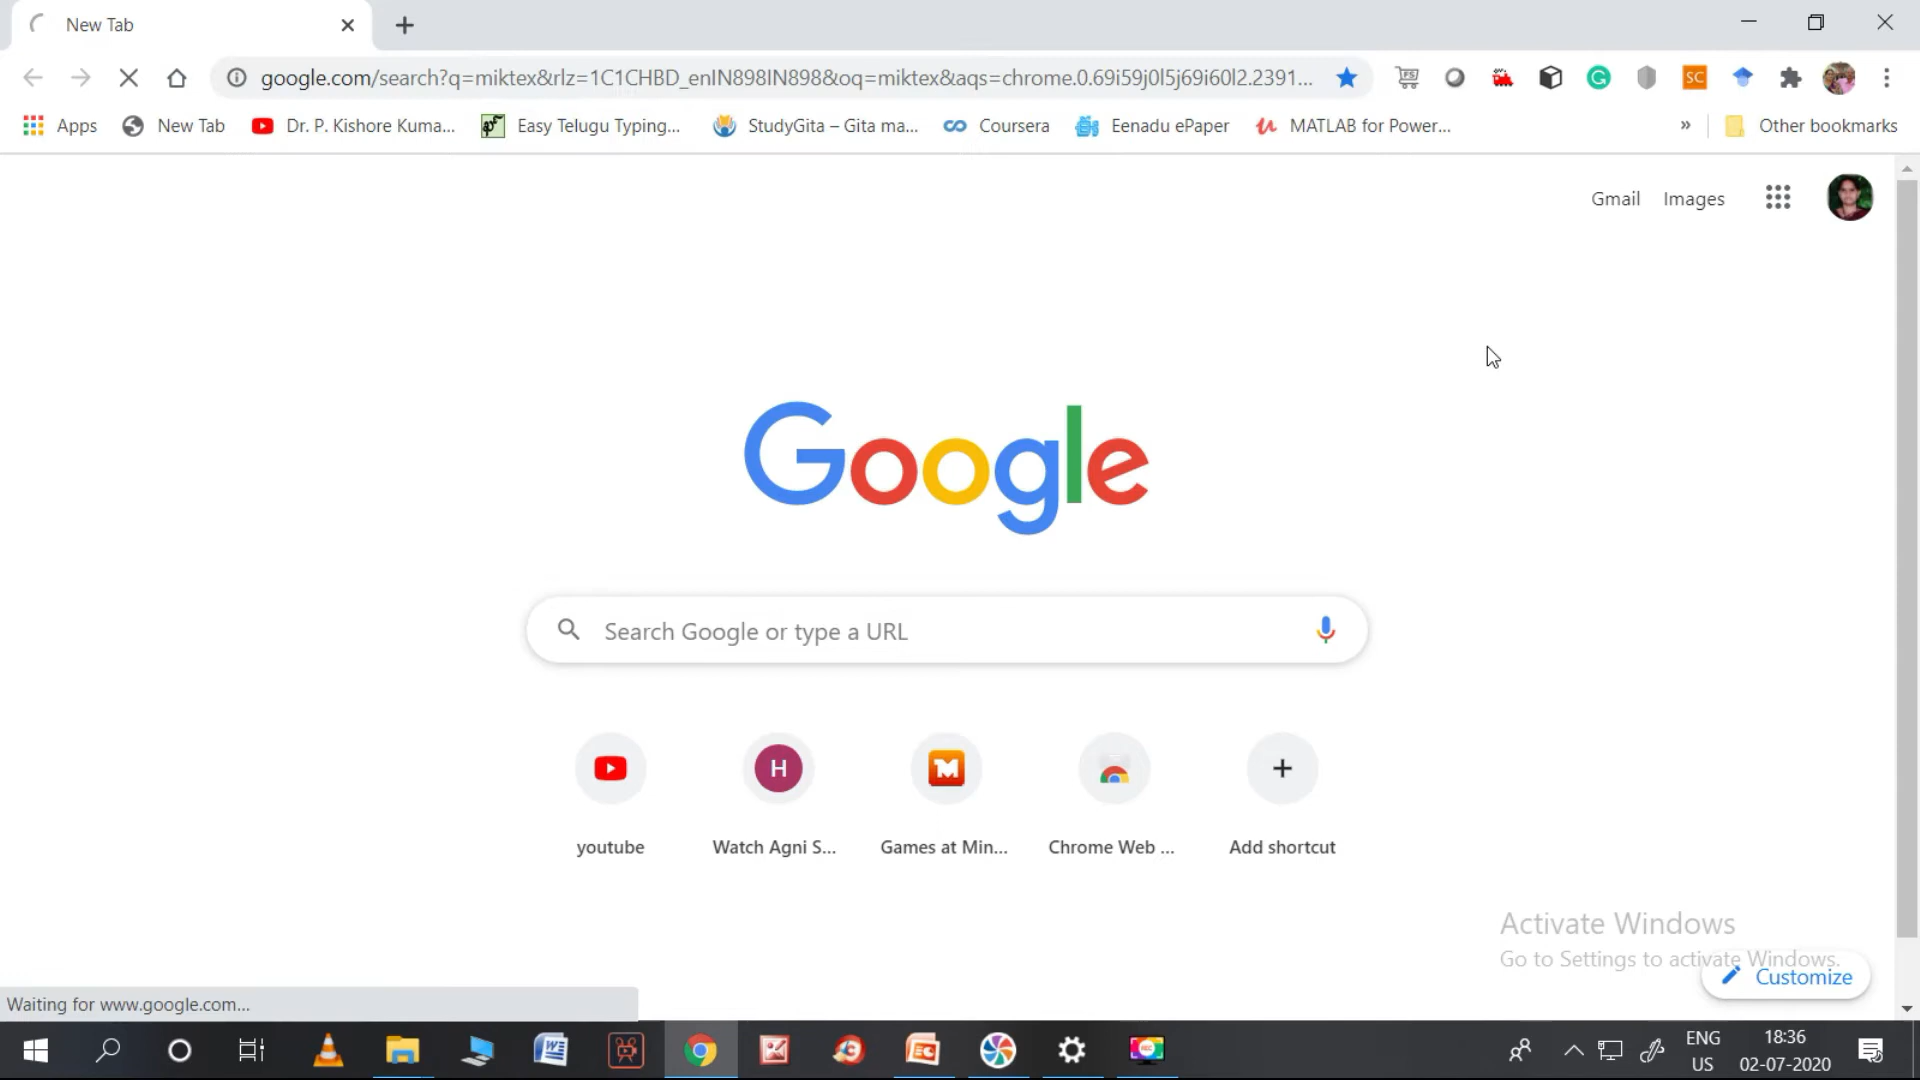 New Tab
google.com/search?q=miktex&rlz=1C1CHBD_enIN898IN898&oq=miktex&aqs=chrome.0.69i59j0l5j69i60l2.2391...
Apps New Tab Dr. P. Kishore Kuma... Easy Telugu Typing... StudyGita – Gita ma... Coursera Eenadu ePaper MATLAB for Power... » Other bookmarks
Gmail Images
Google
Search Google or type a URL
H
youtube Watch Agni S... Games at Min... Chrome Web ... Add shortcut
Activate Windows
Go to Settings to activate Windows.
Customize
Waiting for www.google.com...
ENG 18:36
US 02-07-2020